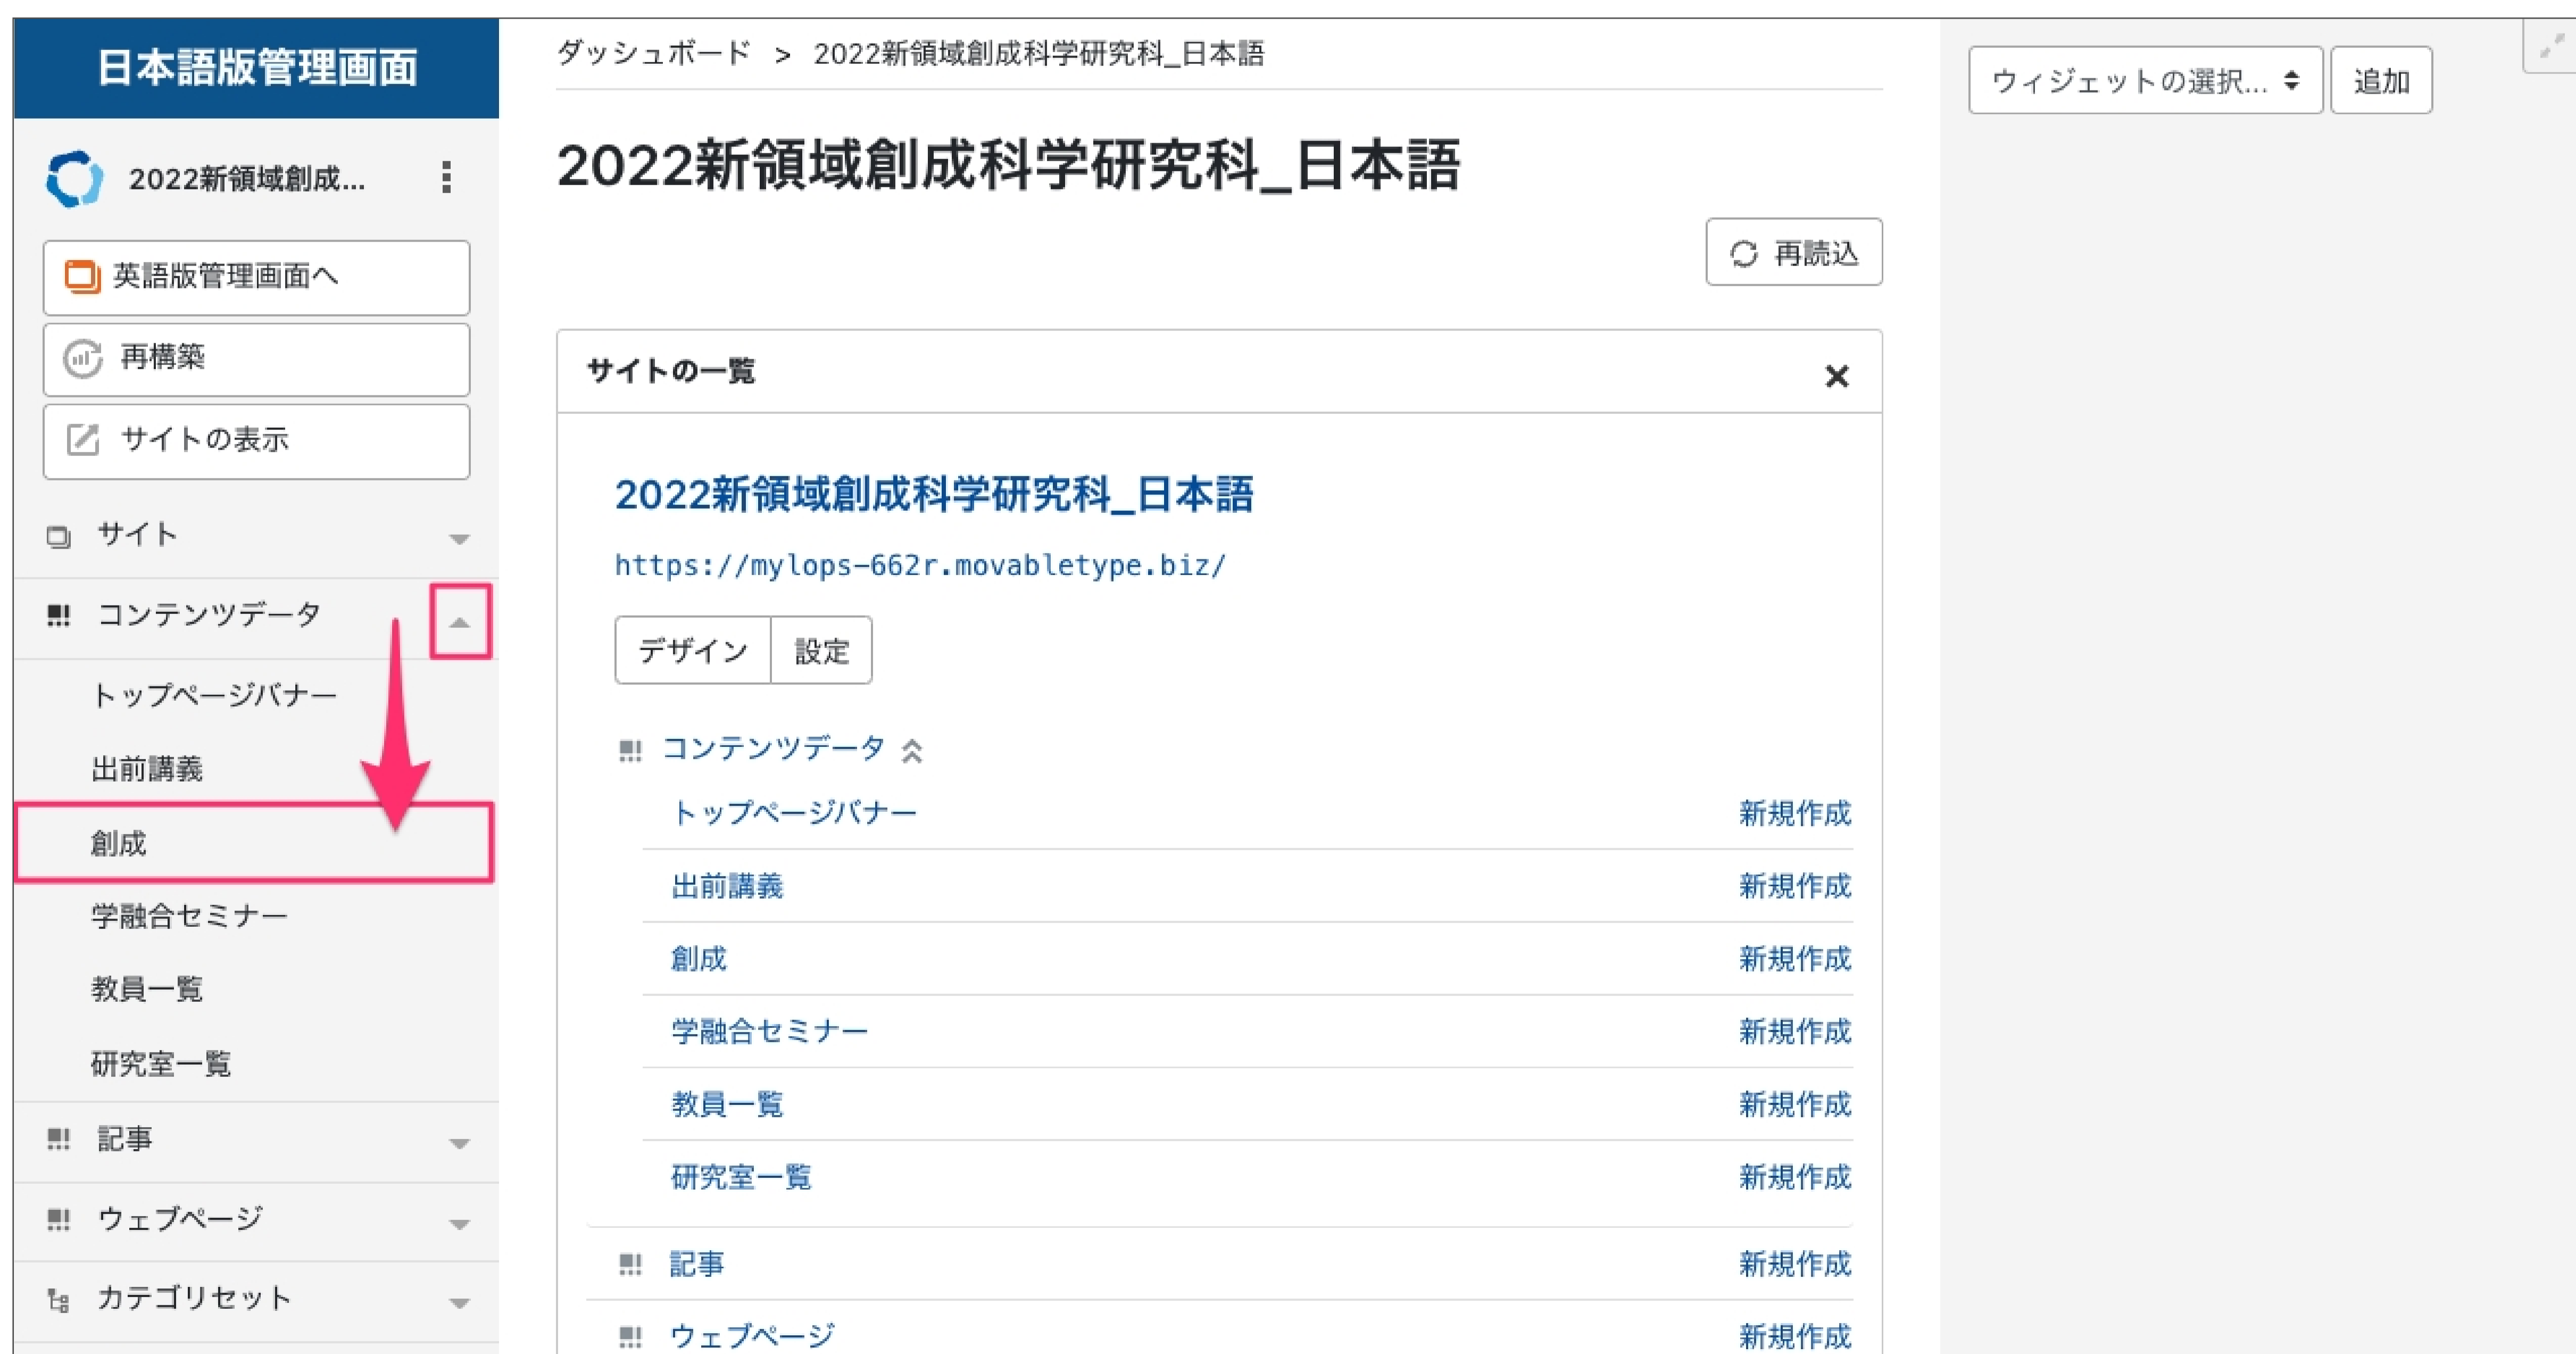 日本語版管理画面
2022新領域創成...
英語版管理画面へ
再構築
サイトの表示
サイト
コンテンツデータ
トップページバナー
出前講義
創成
学融合セミナー
教員一覧
研究室一覧
記事
ウェブページ
カテゴリセット
ダッシュボード > 2022新領域創成科学研究科_日本語
2022新領域創成科学研究科_日本語
再読込
サイトの一覧
2022新領域創成科学研究科_日本語
https://mylops-662r.movabletype.biz/
デザイン 設定
コンテンツデータ
トップページバナー 新規作成
出前講義 新規作成
創成 新規作成
学融合セミナー 新規作成
教員一覧 新規作成
研究室一覧 新規作成
記事 新規作成
ウェブページ 新規作成
ウィジェットの選択... 追加